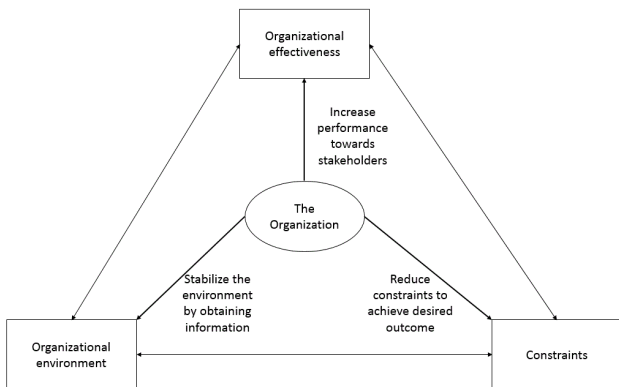 Organizational
effectiveness
Increase
performance
towards
stakeholders
The
Organization
Stabilize the
environment
by obtaining
information
Reduce
constraints to
achieve desired
outcome
Organizational
environment
Constraints